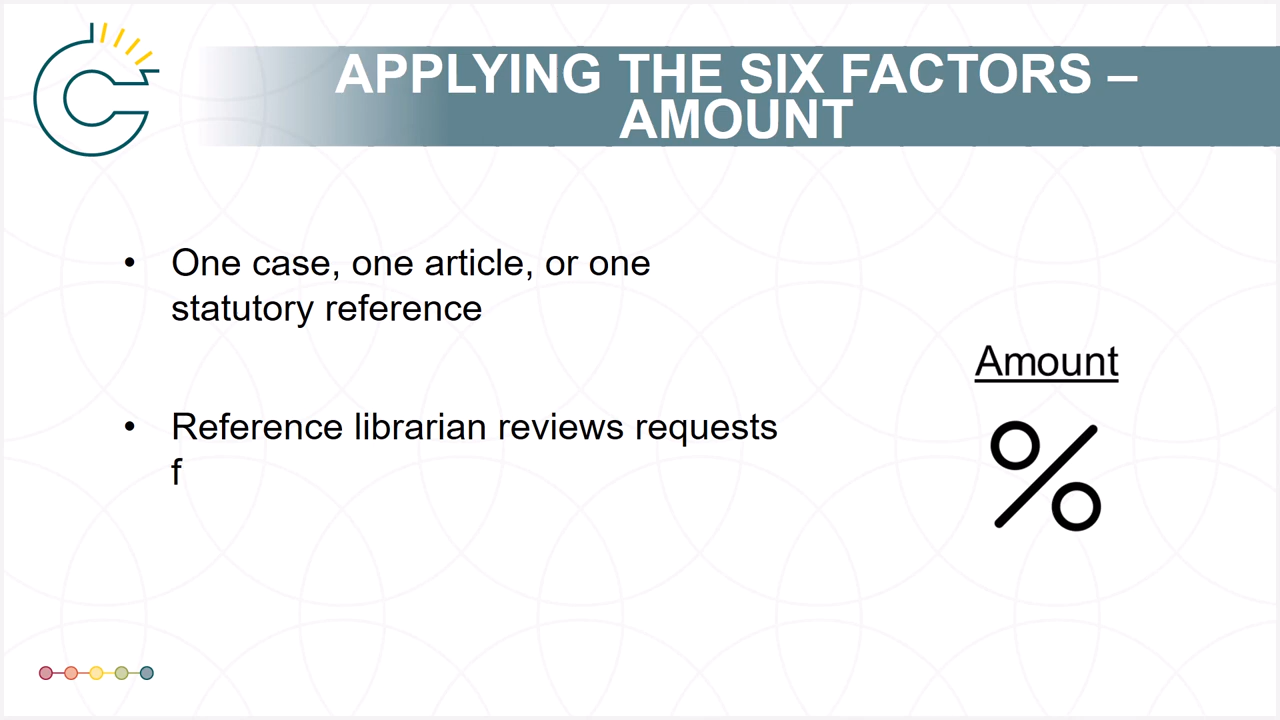 APPLYING THE SIX FACTORS –
AMOUNT
• One case, one article, or one
statutory reference
• Reference librarian reviews requests
f
Amount
%